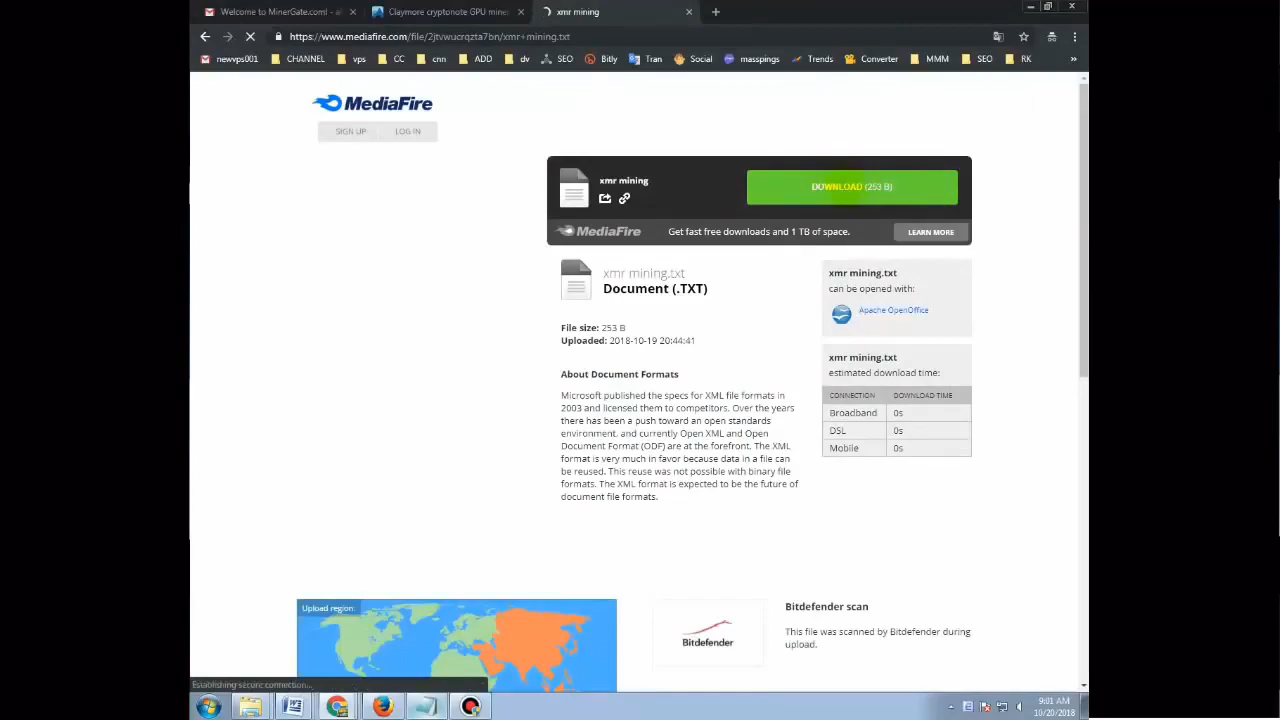 Welcome to MinerGate.com! - a
Claymore cryptonote GPU mine
xmr mining
https://www.mediafire.com/file/2jtvwucrqzta7bn/xmr+mining.txt
newvps001 CHANNEL vps CC cnn ADD dv SEO Bitly Tran Social masspings Trends Converter MMM SEO RK »
MediaFire
SIGN UP LOG IN
xmr mining
DOWNLOAD (253 B)
MediaFire Get fast free downloads and 1 TB of space. LEARN MORE
xmr mining.txt
Document (.TXT)
File size: 253 B
Uploaded: 2018-10-19 20:44:41
About Document Formats
Microsoft published the specs for XML file formats in
2003 and licensed them to competitors. Over the years
there has been a push toward an open standards
environment, and currently Open XML and Open
Document Format (ODF) are at the forefront. The XML
format is very much in favor because data in a file can
be reused. This reuse was not possible with binary file
formats. The XML format is expected to be the future of
document file formats.
xmr mining.txt
can be opened with:
Apache OpenOffice
xmr mining.txt
estimated download time:
CONNECTION DOWNLOAD TIME
Broadband 0s
DSL 0s
Mobile 0s
Upload region:
Bitdefender
Bitdefender scan
This file was scanned by Bitdefender during
upload.
Establishing secure connection...
9:01 AM
10/20/2018